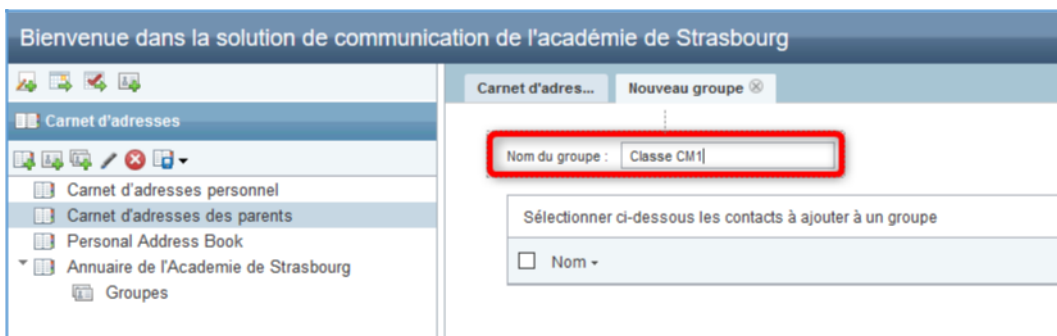 Bienvenue dans la solution de communication de l'académie de Strasbourg
Carnet d'adresses
Carnet d'adresses personnel
Carnet d'adresses des parents
Personal Address Book
Annuaire de l'Academie de Strasbourg
Groupes
Carnet d'adres...
Nouveau groupe
Nom du groupe :
Classe CM1
Sélectionner ci-dessous les contacts à ajouter à un groupe
Nom